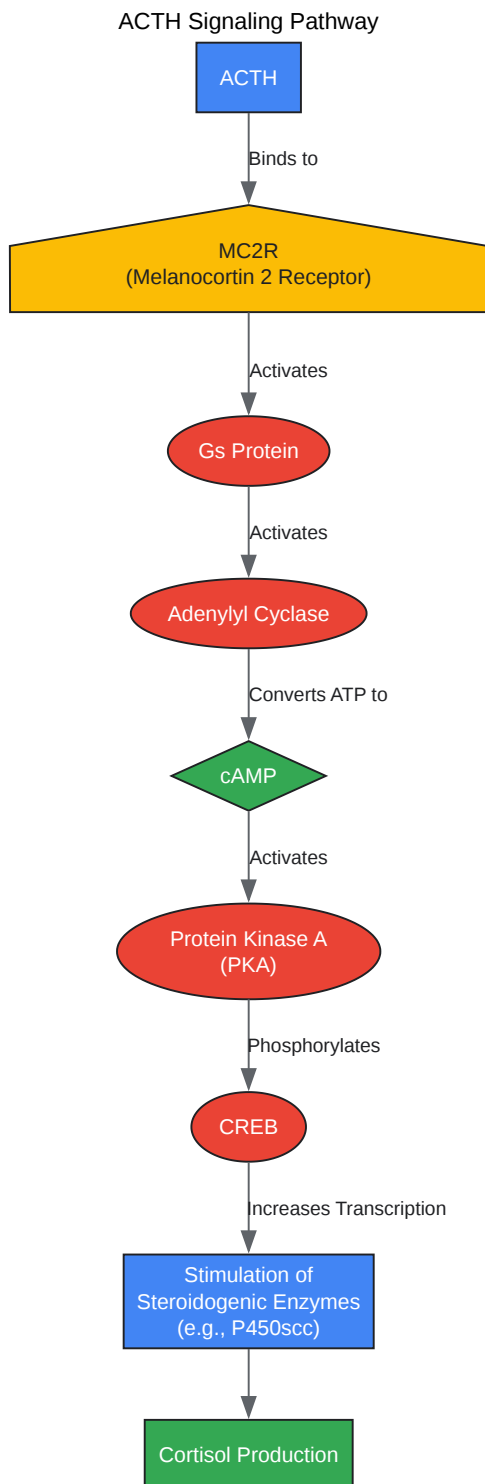 ACTH Signaling Pathway
ACTH
Binds to
MC2R
(Melanocortin 2 Receptor)
Activates
Gs Protein
Activates
Adenylyl Cyclase
Converts ATP to
cAMP
Activates
Protein Kinase A
(PKA)
Phosphorylates
CREB
Increases Transcription
Stimulation of
Steroidogenic Enzymes
(e.g., P450scc)
Cortisol Production